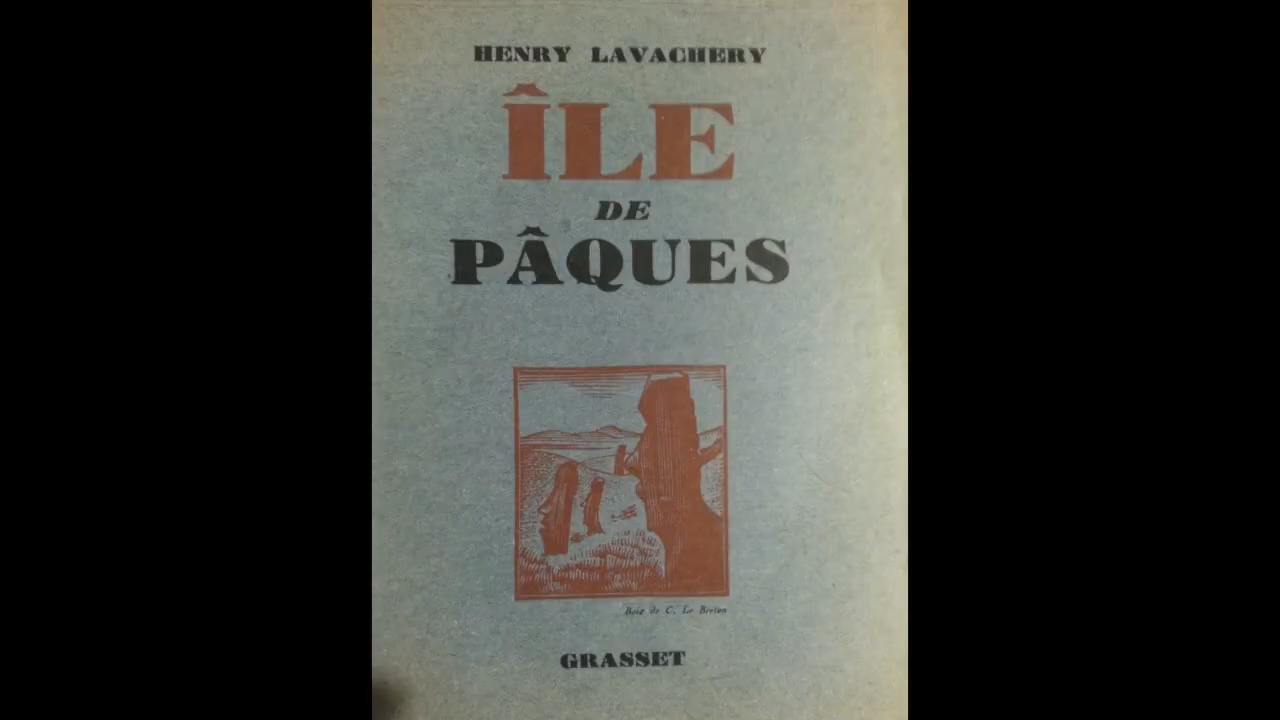 HENRY LAVACHERY
ÎLE
DE
PÂQUES
Bois de C. Le Breton
GRASSET